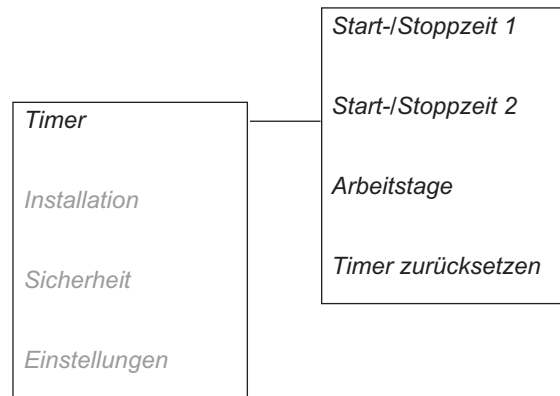 Timer
Installation
Sicherheit
Einstellungen
Start-/Stoppzeit 1
Start-/Stoppzeit 2
Arbeitstage
Timer zurücksetzen